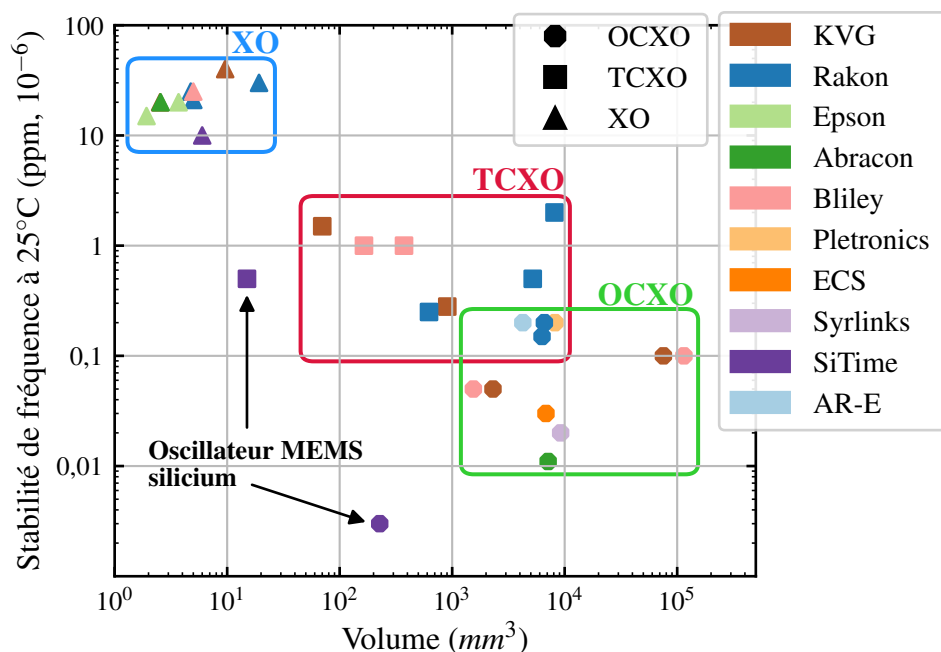 Stabilité de fréquence à 25°C (ppm, 10⁻⁶)
100
10
1
0,1
0,01
XO
TCXO
OCXO
Oscillateur MEMS
silicium
10⁰
10¹
10²
10³
10⁴
10⁵
Volume (mm³)
OCXO
TCXO
XO
KVG
Rakon
Epson
Abracon
Bliley
Pletronics
ECS
Syrlinks
SiTime
AR-E